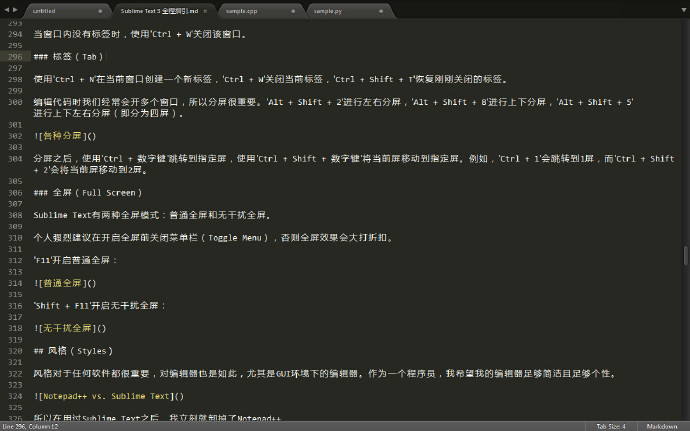 untitled
Sublime Text 3 全程指引.md
sample.cpp
sample.py
293
294 当窗口内没有标签时，使用'Ctrl + W'关闭该窗口。
295
296 ### 标签（Tab）
297
298 使用'Ctrl + N'在当前窗口创建一个新标签，'Ctrl + W'关闭当前标签，'Ctrl + Shift + T'恢复刚刚关闭的标签。
299
300 编辑代码时我们经常会开多个窗口，所以分屏很重要。'Alt + Shift + 2'进行左右分屏，'Alt + Shift + 8'进行上下分屏，'Alt + Shift + 5'
进行上下左右分屏（即分为四屏）。
301
302 ![各种分屏]()
303
304 分屏之后，使用'Ctrl + 数字键'跳转到指定屏，使用'Ctrl + Shift + 数字键'将当前屏移动到指定屏。例如，'Ctrl + 1'会跳转到1屏，而'Ctrl + Shift
+ 2'会将当前屏移动到2屏。
305
306 ### 全屏（Full Screen）
307
308 Sublime Text有两种全屏模式：普通全屏和无干扰全屏。
309
310 个人强烈建议在开启全屏前关闭菜单栏（Toggle Menu），否则全屏效果会大打折扣。
311
312 'F11'开启普通全屏：
313
314 ![普通全屏]()
315
316 'Shift + F11'开启无干扰全屏：
317
318 ![无干扰全屏]()
319
320 ## 风格（Styles）
321
322 风格对于任何软件都很重要，对编辑器也是如此，尤其是GUI环境下的编辑器。作为一个程序员，我希望我的编辑器足够简洁且足够个性。
323
324 ![Notepad++ vs. Sublime Text]()
325
326 所以在用过Sublime Text之后，我立刻就卸掉了Notepad++
Line 296, Column 12
Tab Size: 4
Markdown